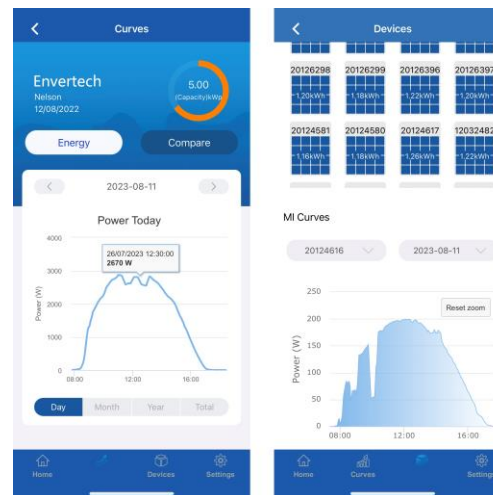 Curves
Envertech
Nelson
12/08/2022
5.00
(Capacity)kWp
Energy
Compare
2023-08-11
Power Today
4000
3000
2000
1000
0
Power (W)
26/07/2023 12:30:00
2670 W
08:00
12:00
16:00
Day
Month
Year
Total
Home
Devices
Settings
Devices
20126298
20126299
20126396
20126397
1.20kWh
1.18kWh
1.22kWh
1.20kWh
20124581
20124580
20124617
12032482
1.16kWh
1.18kWh
1.26kWh
1.22kWh
MI Curves
20124616
2023-08-11
Reset zoom
250
200
150
100
50
0
Power (W)
08:00
12:00
16:00
Home
Curves
Settings